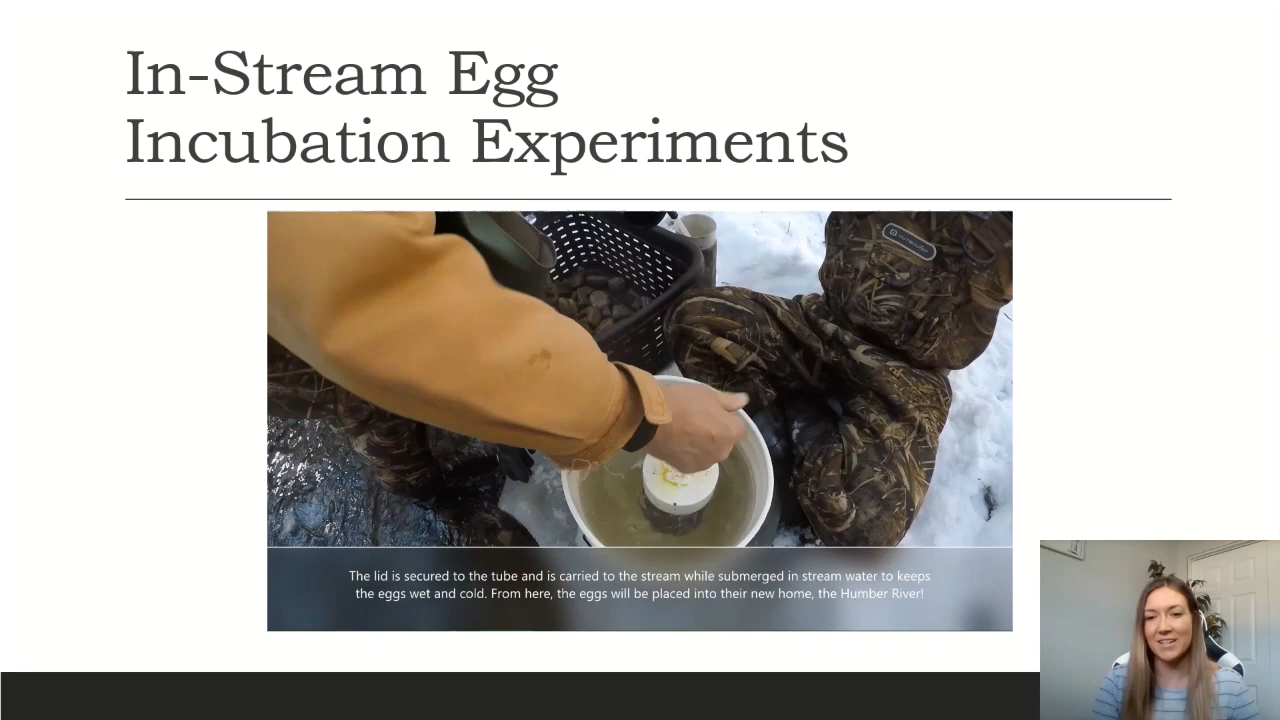 In-Stream Egg
Incubation Experiments
The lid is secured to the tube and is carried to the stream while submerged in stream water to keeps
the eggs wet and cold. From here, the eggs will be placed into their new home, the Humber River!